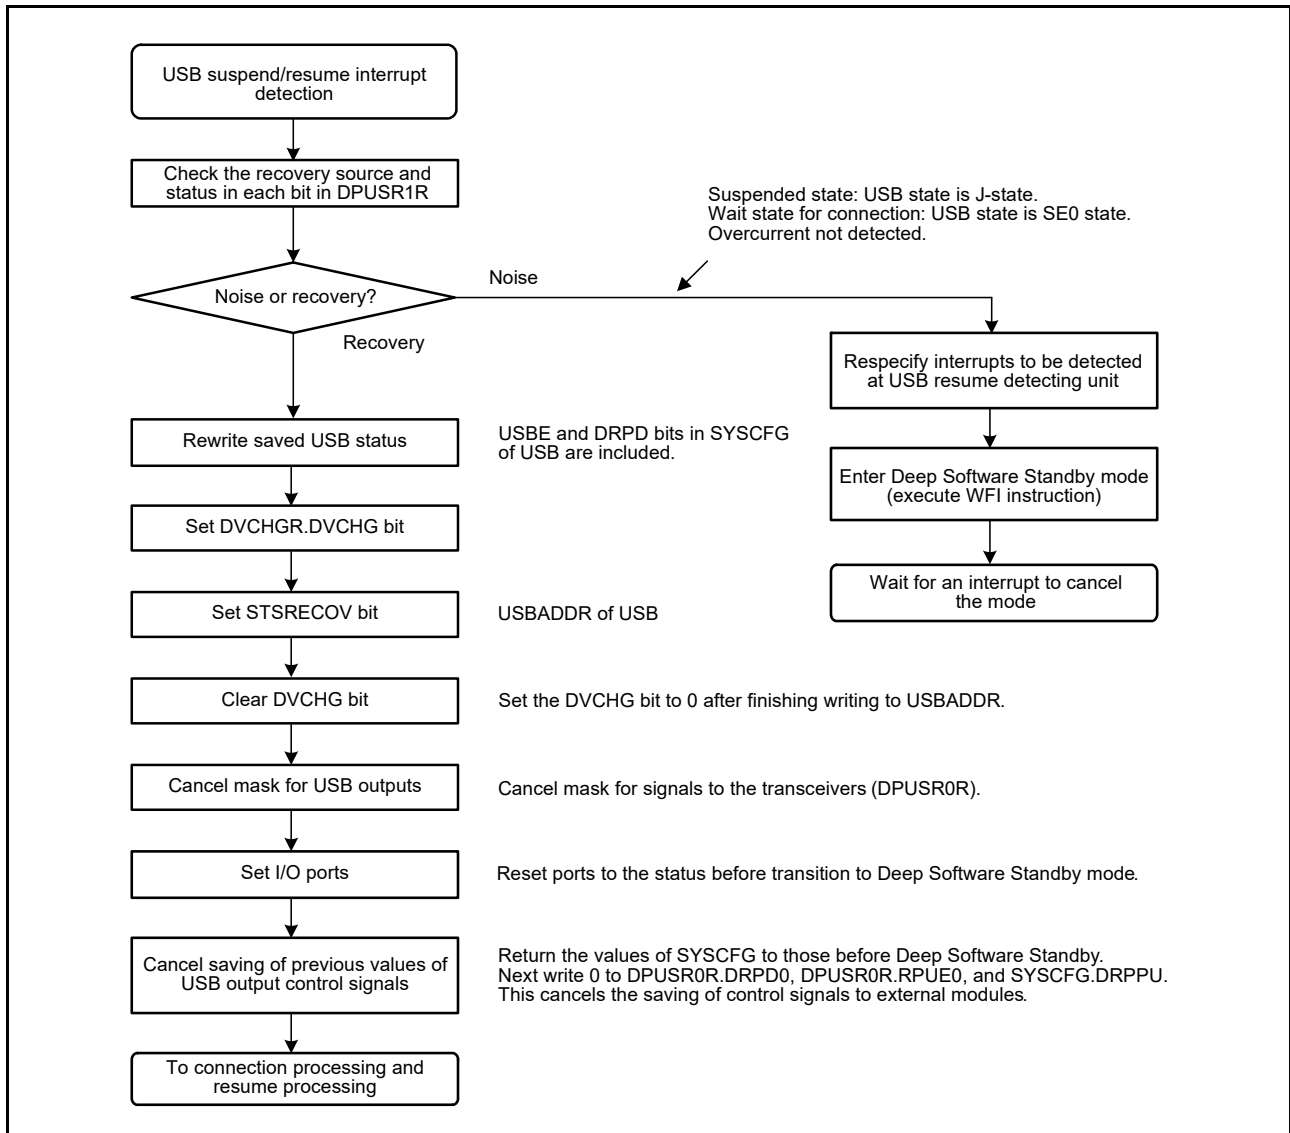 USB suspend/resume interrupt
detection
Check the recovery source and
status in each bit in DPUSR1R
Suspended state: USB state is J-state.
Wait state for connection: USB state is SE0 state.
Overcurrent not detected.
Noise or recovery?
Noise
Recovery
Respecify interrupts to be detected
at USB resume detecting unit
Enter Deep Software Standby mode
(execute WFI instruction)
Wait for an interrupt to cancel
the mode
Rewrite saved USB status
USBE and DRPD bits in SYSCFG
of USB are included.
Set DVCHGR.DVCHG bit
Set STSRECOV bit
USBADDR of USB
Clear DVCHG bit
Set the DVCHG bit to 0 after finishing writing to USBADDR.
Cancel mask for USB outputs
Cancel mask for signals to the transceivers (DPUSR0R).
Set I/O ports
Reset ports to the status before transition to Deep Software Standby mode.
Cancel saving of previous values of
USB output control signals
Return the values of SYSCFG to those before Deep Software Standby.
Next write 0 to DPUSR0R.DRPD0, DPUSR0R.RPUE0, and SYSCFG.DRPPU.
This cancels the saving of control signals to external modules.
To connection processing and
resume processing